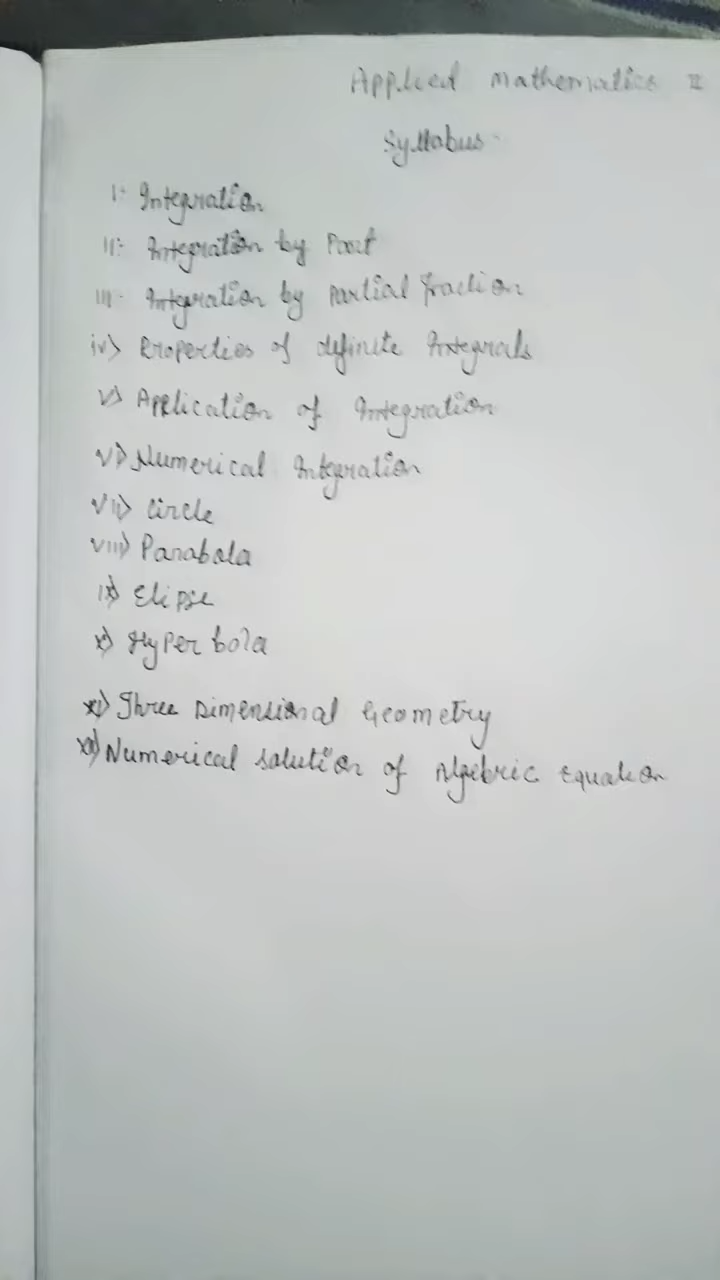 Applied Mathematics II
Syllabus-
I· Integration
II· Integration by Part
III· Integration by Partial fraction
iv) Properties of definite Integrals
v) Application of Integration
VI) Numerical Integration
VII) Circle
VIII) Parabala
IX) Elipse
X) Hyperbola
XI) Three Dimensional Geometry
XII) Numerical solution of Algebric Equation